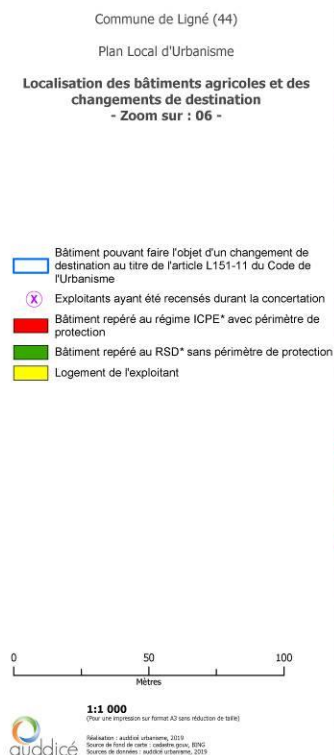 Commune de Ligné (44)
Plan Local d'Urbanisme
Localisation des bâtiments agricoles et des
changements de destination
- Zoom sur : 06 -
Bâtiment pouvant faire l'objet d'un changement de
destination au titre de l'article L151-11 du Code de
l'Urbanisme
X Exploitants ayant été recensés durant la concertation
Bâtiment repéré au régime ICPE* avec périmètre de
protection
Bâtiment repéré au RSD* sans périmètre de protection
Logement de l'exploitant
0 50 100
Mètres
1:1 000
(Pour une impression sur format A3 sans réduction de taille)
Réalisation : auddicé urbanisme, 2019
Source de fond de carte : cadastre.gouv, BING
Sources de données : auddicé urbanisme, 2019
auddicé